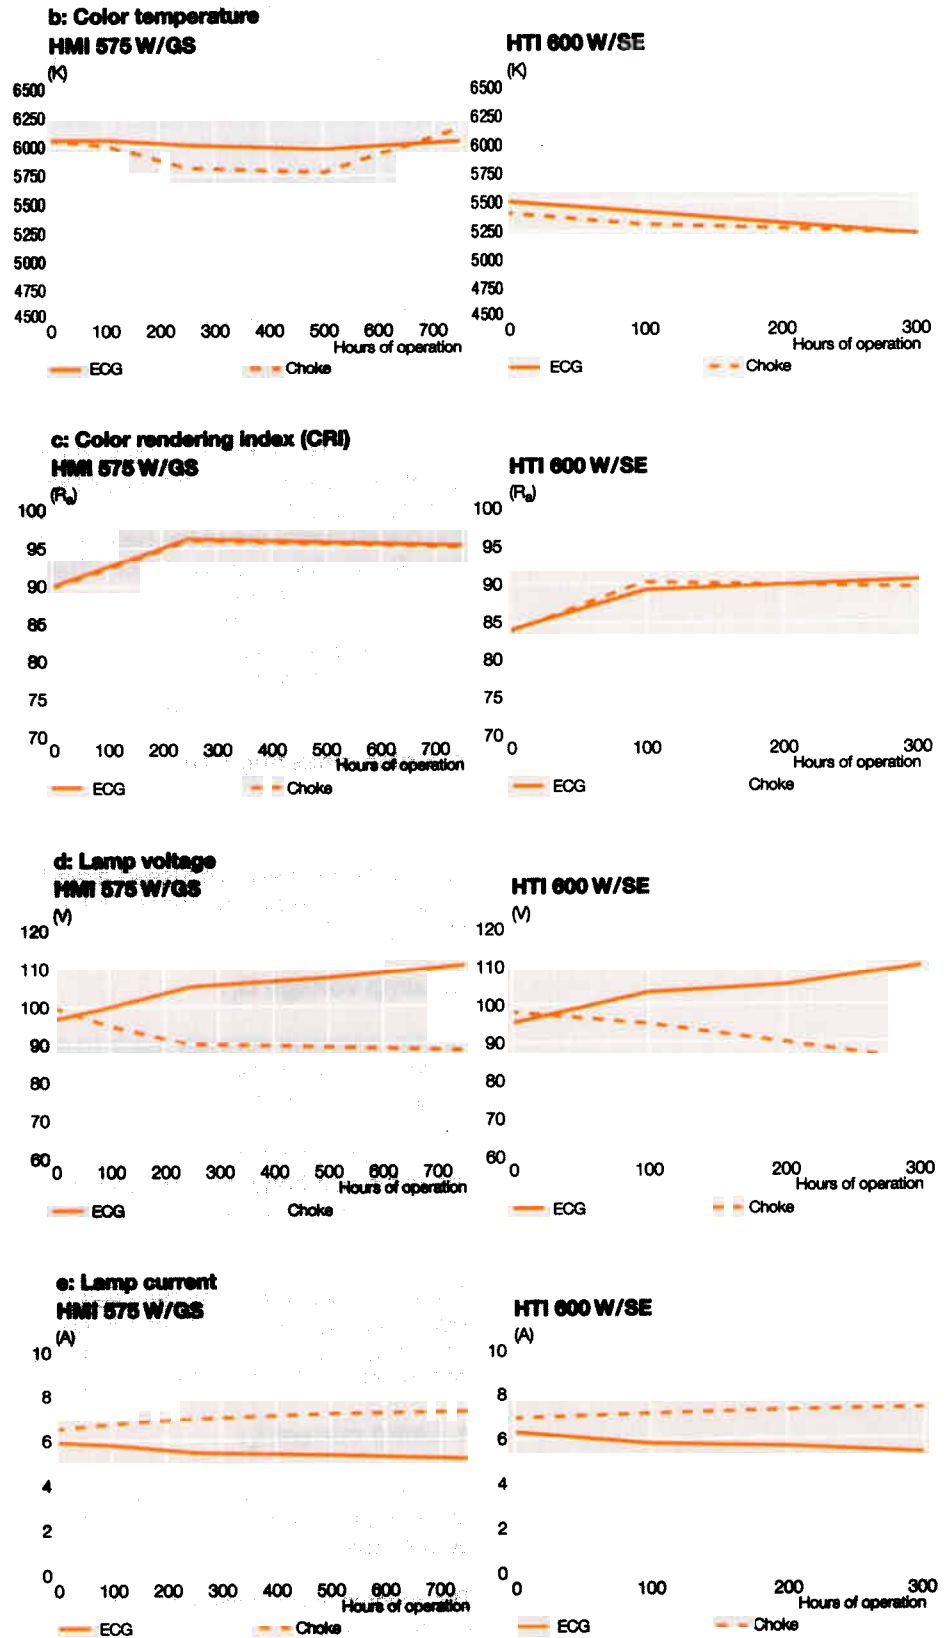 b: Color temperature
HMI 575 W/GS
(K)
6500
6250
6000
5750
5500
5250
5000
4750
4500
0 100 200 300 400 500 600 700
Hours of operation
ECG Choke
HTI 600 W/SE
(K)
6500
6250
6000
5750
5500
5250
5000
4750
4500
0 100 200 300
Hours of operation
ECG Choke
c: Color rendering index (CRI)
HMI 575 W/GS
(Ra)
100
95
90
85
80
75
70
0 100 200 300 400 500 600 700
Hours of operation
ECG Choke
HTI 600 W/SE
(Ra)
100
95
90
85
80
75
70
0 100 200 300
Hours of operation
ECG Choke
d: Lamp voltage
HMI 575 W/GS
(V)
120
110
100
90
80
70
60
0 100 200 300 400 500 600 700
Hours of operation
ECG Choke
HTI 600 W/SE
(V)
120
110
100
90
80
70
60
0 100 200 300
Hours of operation
ECG Choke
e: Lamp current
HMI 575 W/GS
(A)
10
8
6
4
2
0
0 100 200 300 400 500 600 700
Hours of operation
ECG Choke
HTI 600 W/SE
(A)
10
8
6
4
2
0
0 100 200 300
Hours of operation
ECG Choke